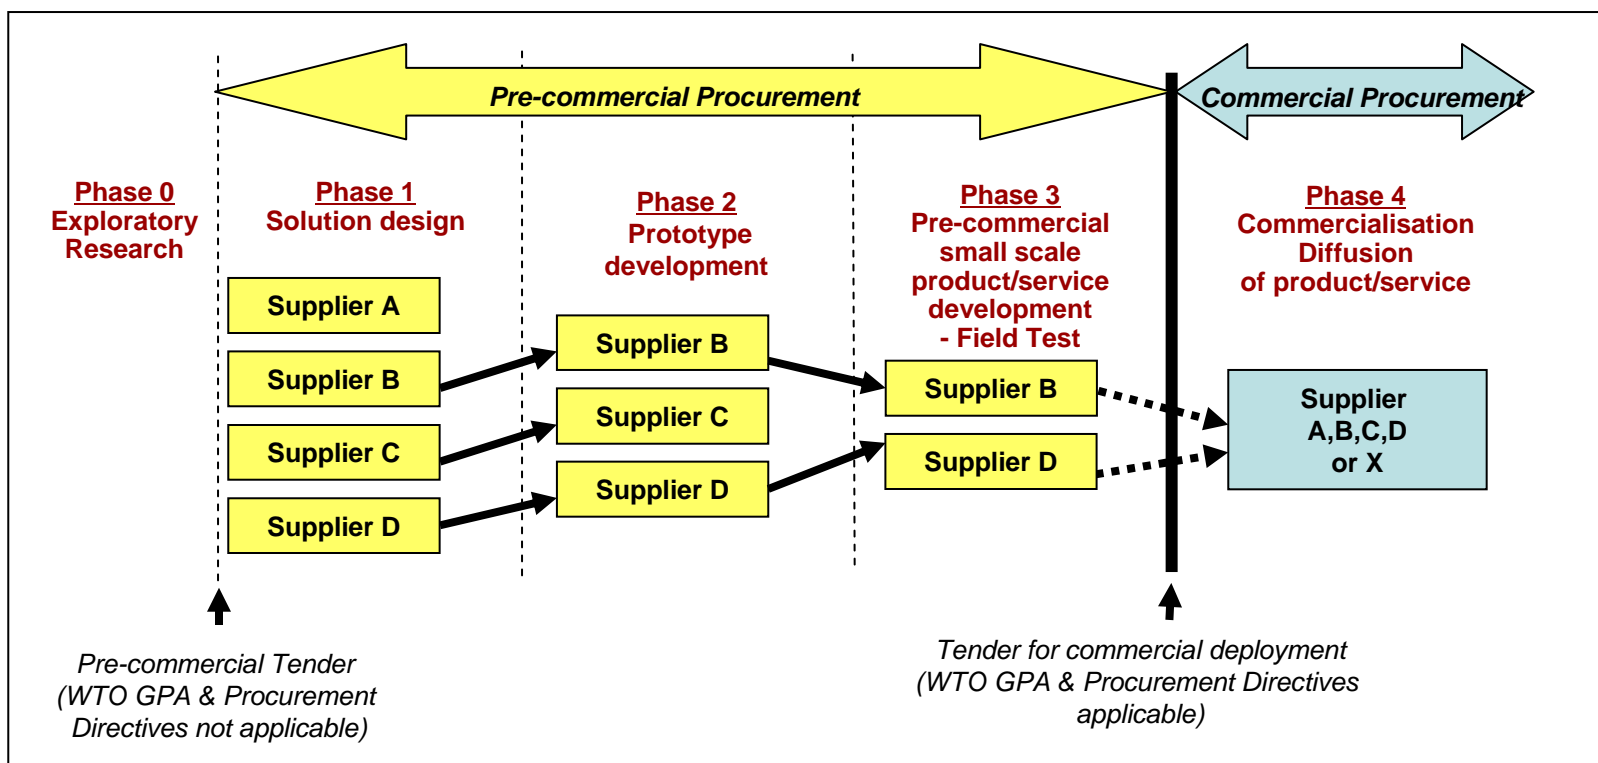 Pre-commercial Procurement
Commercial Procurement
Phase 0
Exploratory
Research
Phase 1
Solution design
Phase 2
Prototype
development
Phase 3
Pre-commercial
small scale
product/service
development
- Field Test
Phase 4
Commercialisation
Diffusion
of product/service
Supplier A
Supplier B
Supplier C
Supplier D
Supplier B
Supplier C
Supplier D
Supplier B
Supplier D
Supplier
A,B,C,D
or X
Pre-commercial Tender
(WTO GPA & Procurement
Directives not applicable)
Tender for commercial deployment
(WTO GPA & Procurement Directives
applicable)